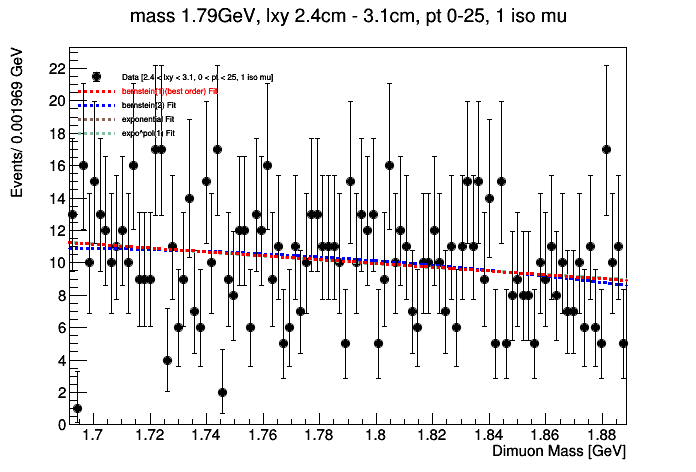 mass 1.79GeV, lxy 2.4cm - 3.1cm, pt 0-25, 1 iso mu
Events/ 0.001969 GeV
22
20
18
16
14
12
10
8
6
4
2
0
Data [2.4 < lxy < 3.1, 0 < pt < 25, 1 iso mu]
bernstein(1)(best order) Fit
bernstein(2) Fit
exponential Fit
expo^pol(1) Fit
1.7 1.72 1.74 1.76 1.78 1.8 1.82 1.84 1.86 1.88
Dimuon Mass [GeV]